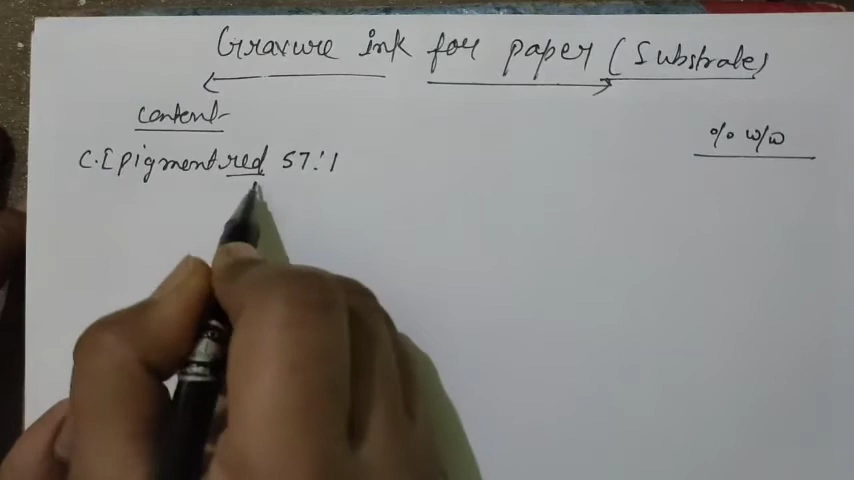 Gravure ink for paper (Substrate)
Content
% w/w
C.I pigment red 57:1